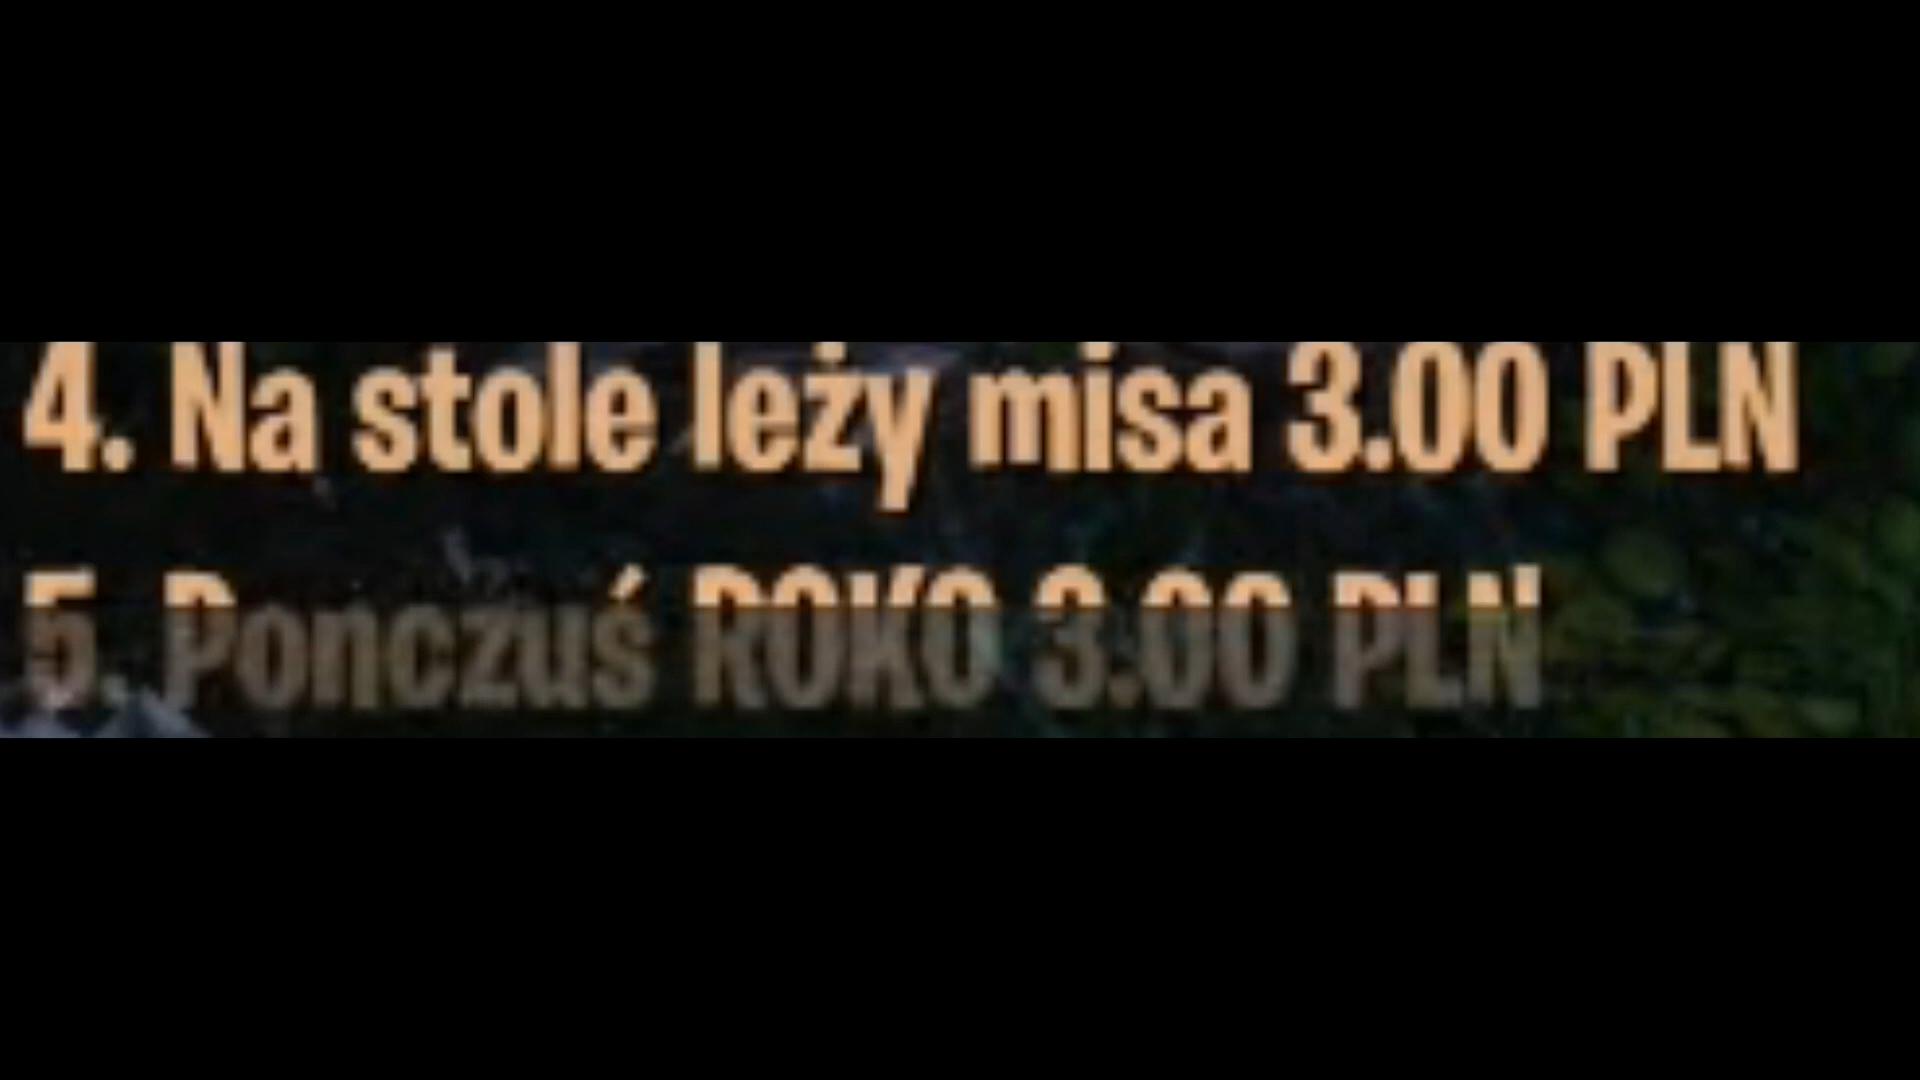 4. Na stole leży misa 3.00 PLN
5. Ponczuś ROKO 3.00 PLN